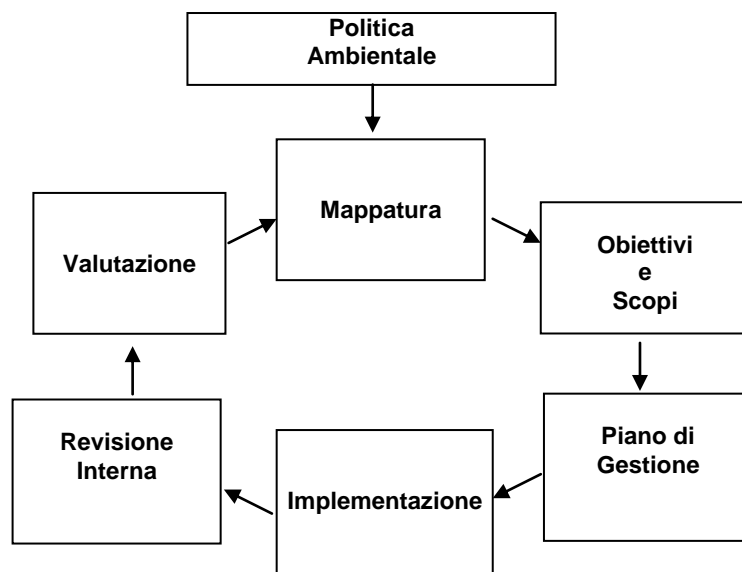 Politica
Ambientale
Mappatura
Obiettivi
e
Scopi
Piano di
Gestione
Implementazione
Revisione
Interna
Valutazione